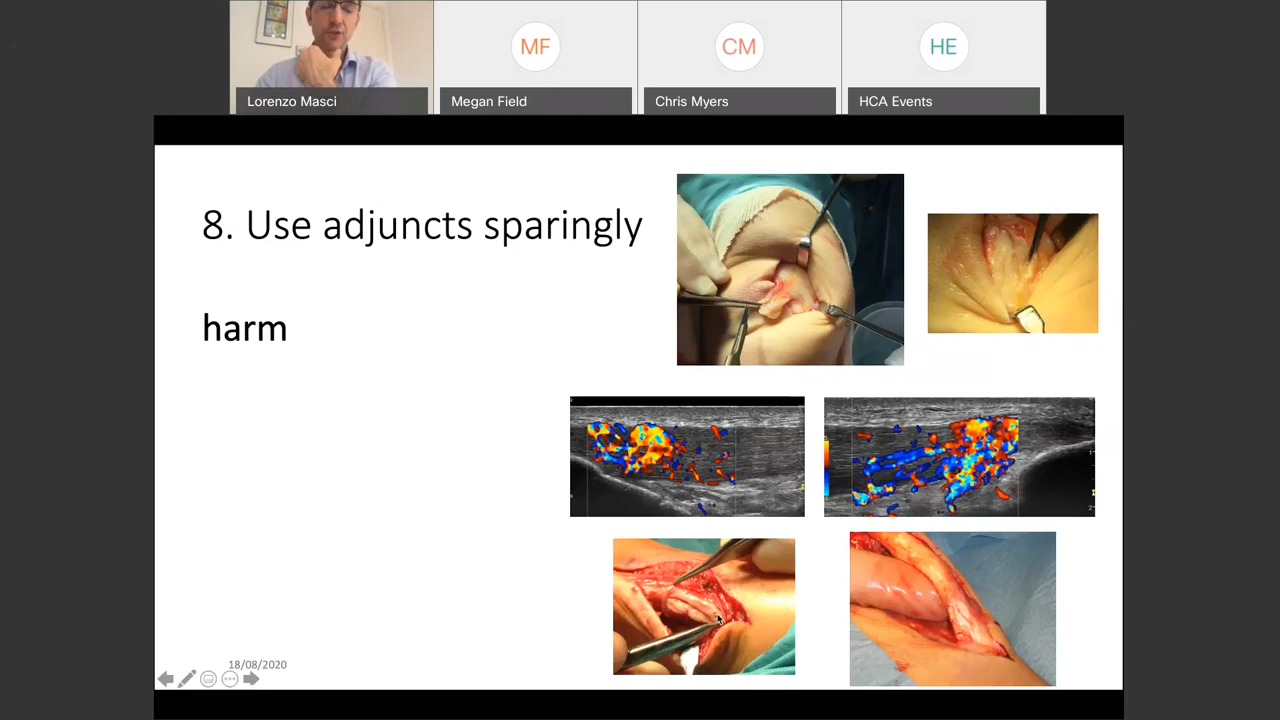 MF
CM
HE
Lorenzo Masci
Megan Field
Chris Myers
HCA Events
8. Use adjuncts sparingly
harm
18/08/2020